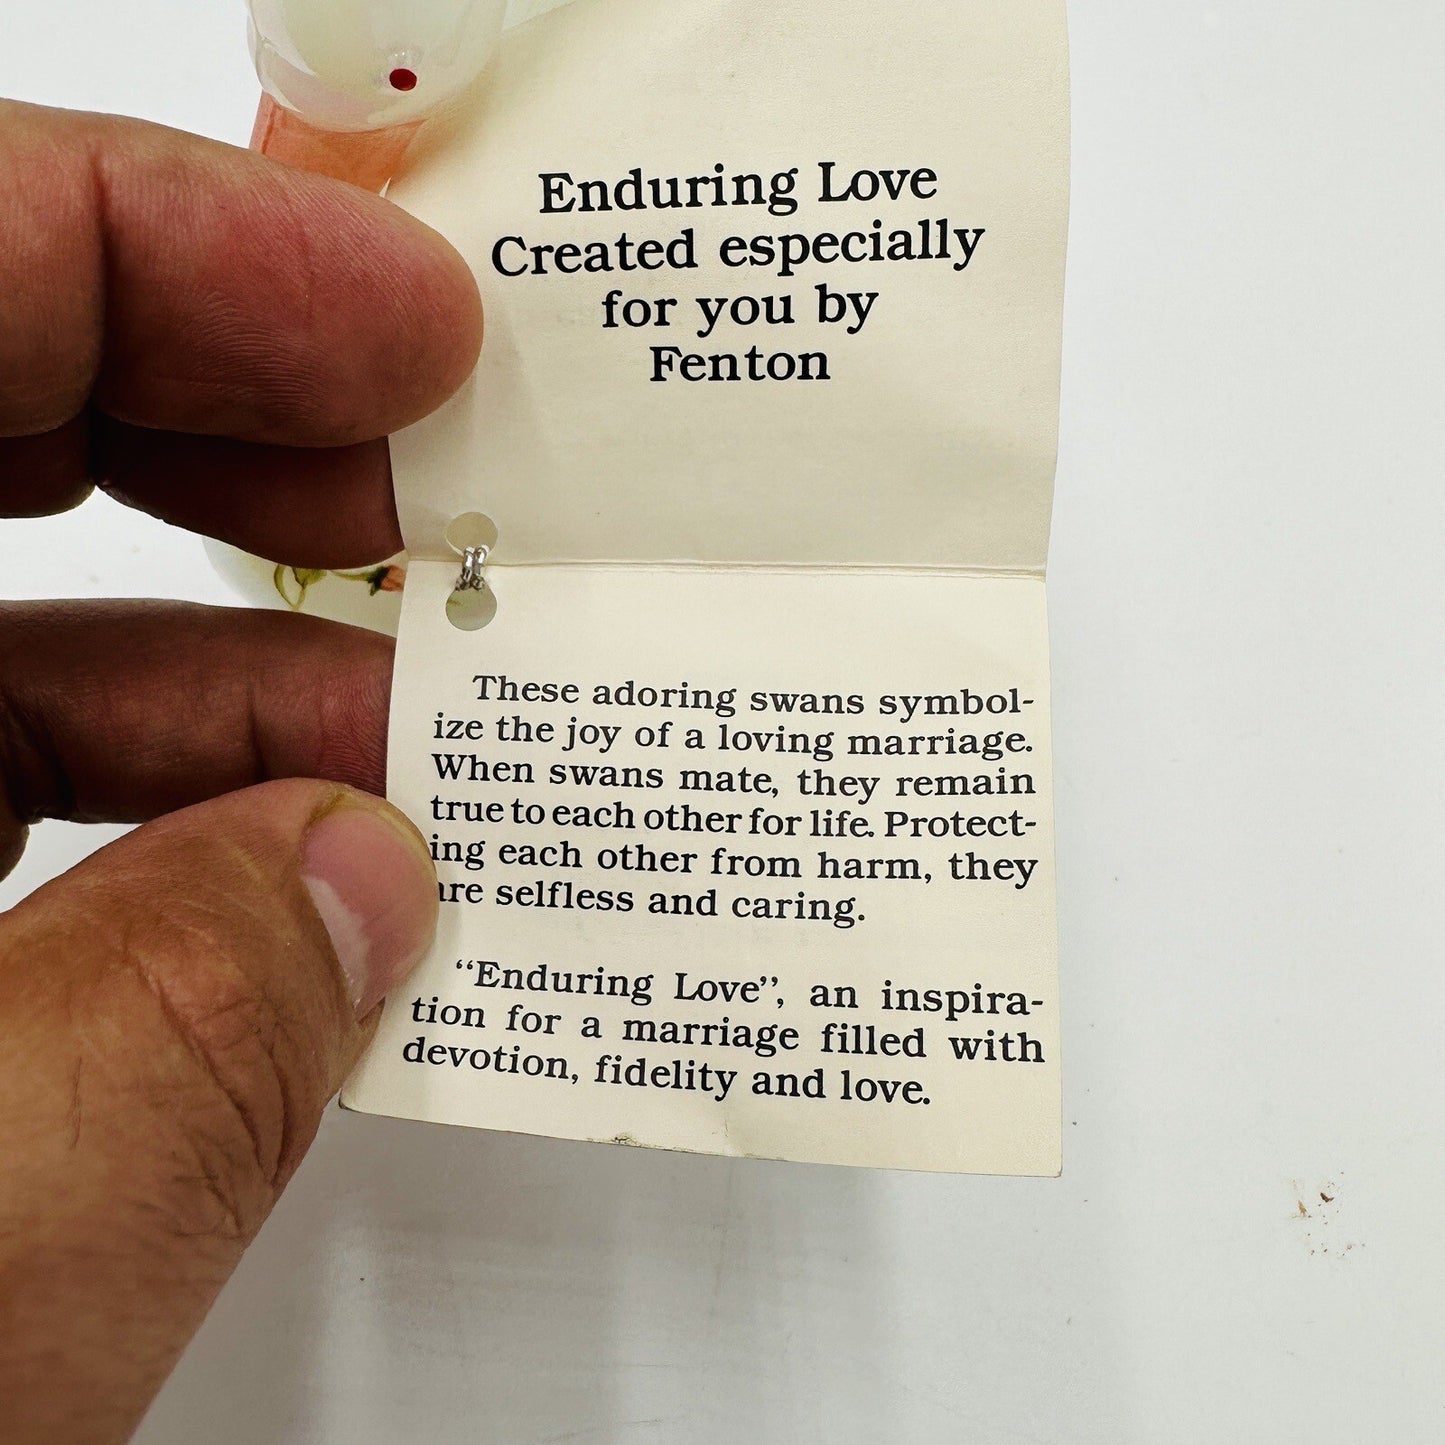 Enduring Love
Created especially
for you by
Fenton
These adoring swans symbol-
ize the joy of a loving marriage.
When swans mate, they remain
true to each other for life. Protect-
ing each other from harm, they
are selfless and caring.
“Enduring Love”, an inspira-
tion for a marriage filled with
devotion, fidelity and love.